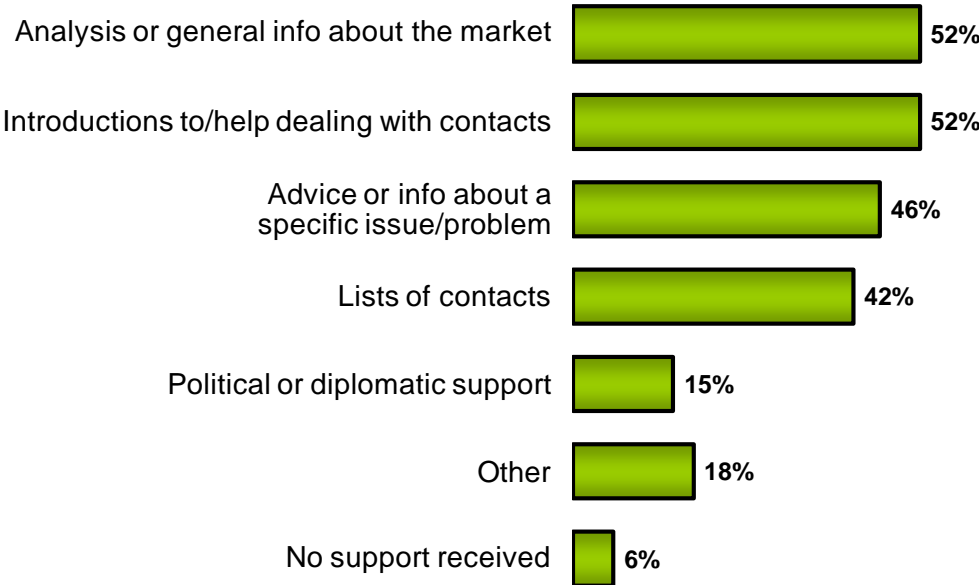 Analysis or general info about the market 52%
Introductions to/help dealing with contacts 52%
Advice or info about a
specific issue/problem 46%
Lists of contacts 42%
Political or diplomatic support 15%
Other 18%
No support received 6%